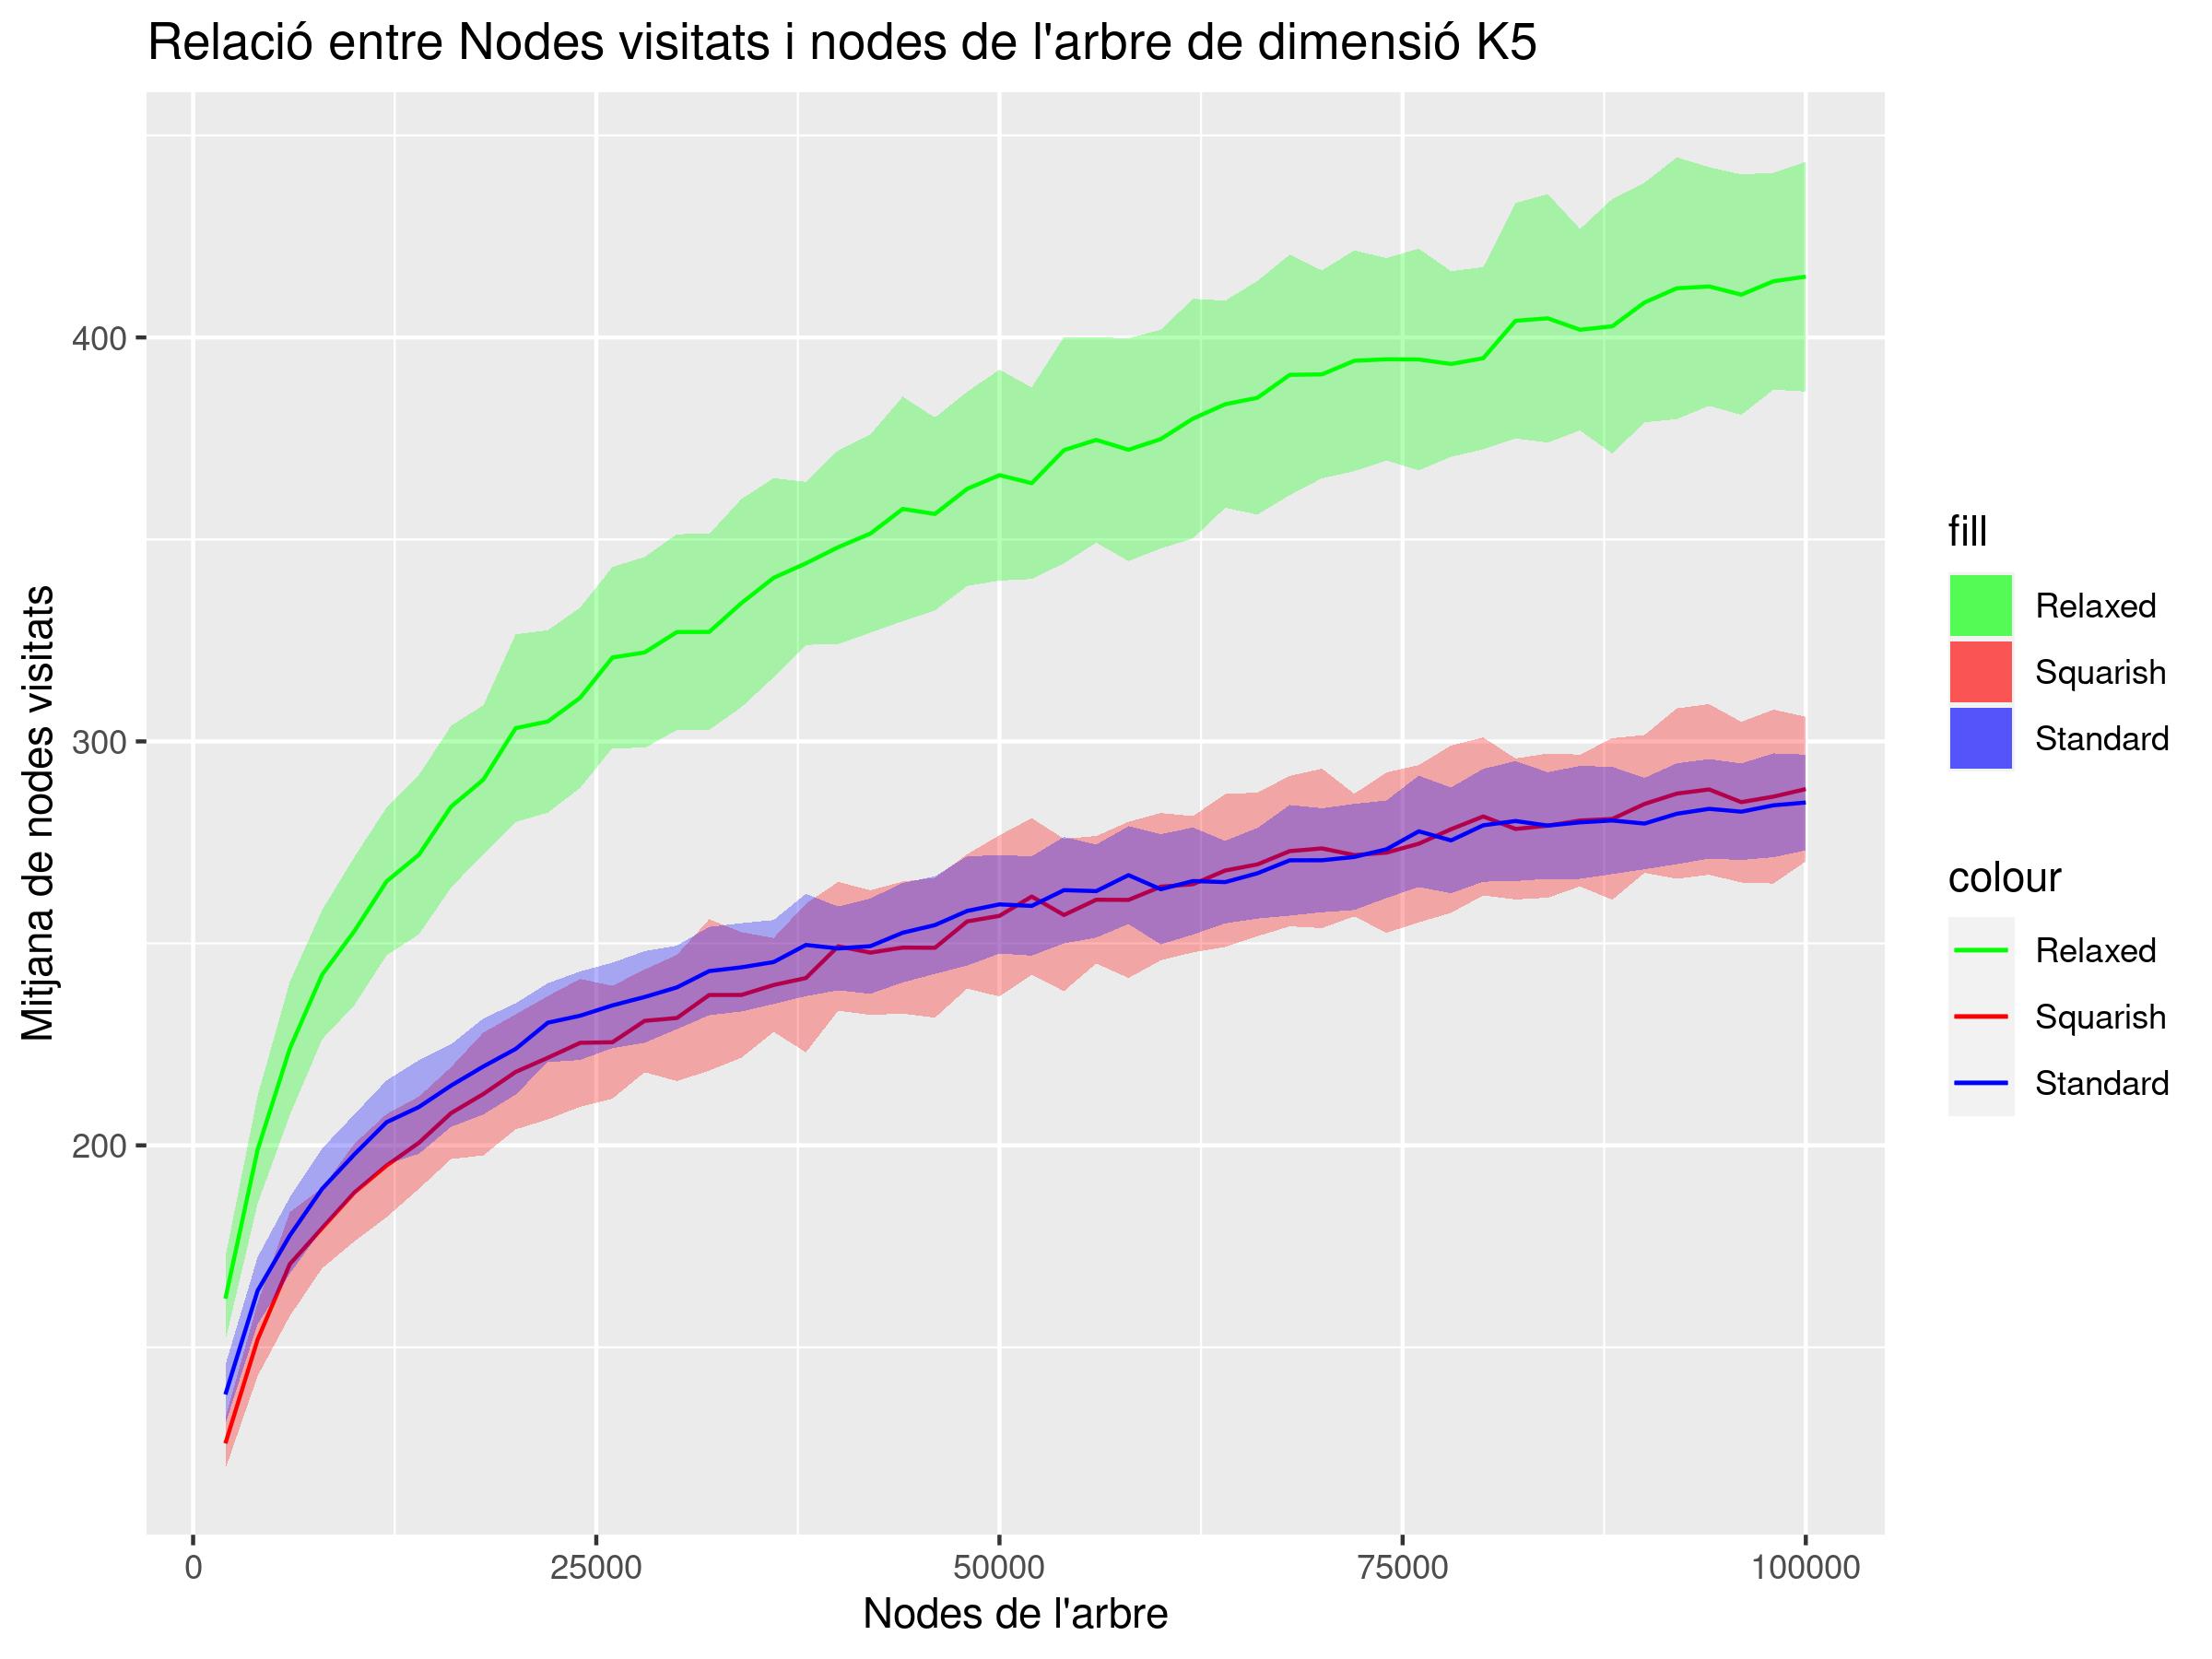 Relació entre Nodes visitats i nodes de l'arbre de dimensió K5
Mitjana de nodes visitats
400
300
200
0
25000
50000
75000
100000
Nodes de l'arbre
fill
Relaxed
Squarish
Standard
colour
Relaxed
Squarish
Standard